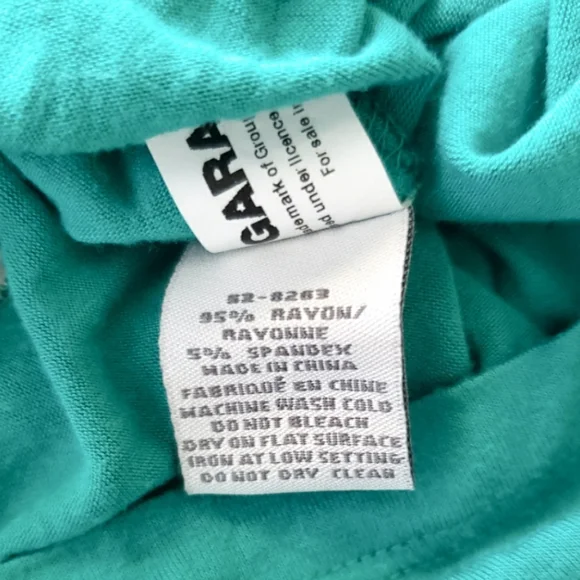 GARA
demark of Group
d under licence
For sale i
52-8263
95% RAYON/
RAYONNE
5% SPANDEX
MADE IN CHINA
FABRIQUÉ EN CHINE
MACHINE WASH COLD
DO NOT BLEACH
DRY ON FLAT SURFACE
IRON AT LOW SETTING
DO NOT DRY CLEAN